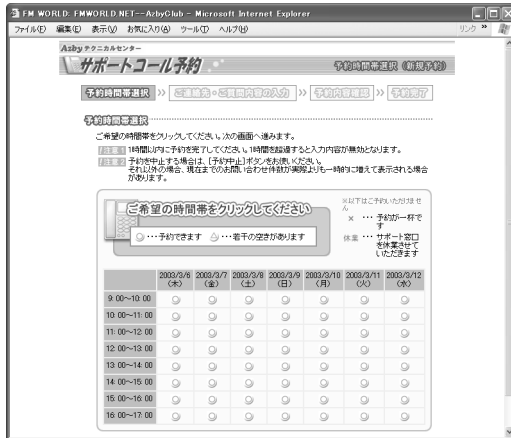 FM WORLD: FMWORLD.NET--AzbyClub - Microsoft Internet Explorer
ファイル(F) 編集(E) 表示(V) お気に入り(A) ツール(T) ヘルプ(H) リンク »
Azby テクニカルセンター
サポートコール予約
予約時間帯選択(新規予約)
予約時間帯選択 » ご連絡先・ご質問内容の入力 » 予約内容確認 » 予約完了
予約時間帯選択
ご希望の時間帯をクリックしてください。次の画面へ進みます。
!注意1 1時間以内に予約を完了してください。1時間を超過すると入力内容が無効となります。
!注意2 予約を中止する場合は、[予約中止]ボタンをお使いください。
それ以外の場合、現在までのお問い合わせ件数が実際よりも一時的に増えて表示される場合
があります。
ご希望の時間帯をクリックしてください
○…予約できます △…若干の空きがあります
※以下はご予約いただけませ
ん
× … 予約が一杯で
す
休業 … サポート窓口
を休業させて
いただきます
2003/3/6 2003/3/7 2003/3/8 2003/3/9 2003/3/10 2003/3/11 2003/3/12
(木) (金) (土) (日) (月) (火) (水)
9:00～10:00 ○ ○ ○ ○ ○ ○ ○
10:00～11:00 ○ ○ ○ ○ ○ ○ ○
11:00～12:00 ○ ○ ○ ○ ○ ○ ○
12:00～13:00 ○ ○ ○ ○ ○ ○ ○
13:00～14:00 ○ ○ ○ ○ ○ ○ ○
14:00～15:00 ○ ○ ○ ○ ○ ○ ○
15:00～16:00 ○ ○ ○ ○ ○ ○ ○
16:00～17:00 ○ ○ ○ ○ ○ ○ ○